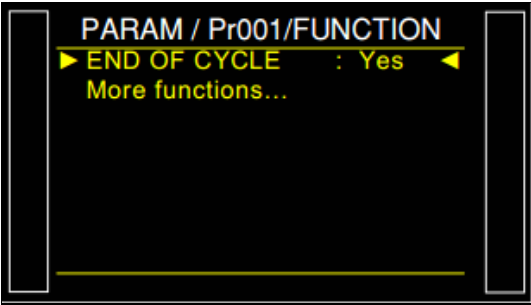 PARAM / Pr001/FUNCTION
► END OF CYCLE : Yes ◄
More functions...